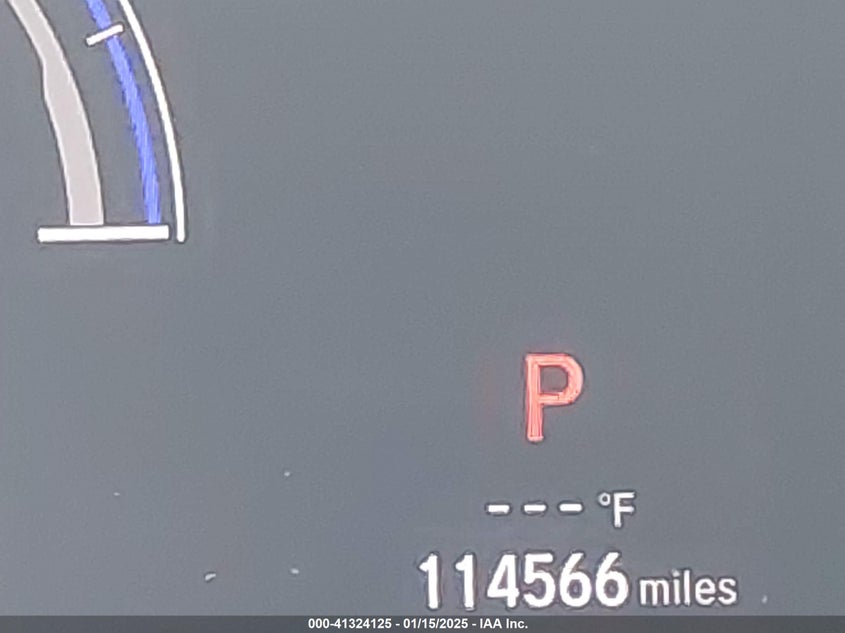 P
--- °F
114566 miles
000-41324125 - 01/15/2025 - IAA Inc.